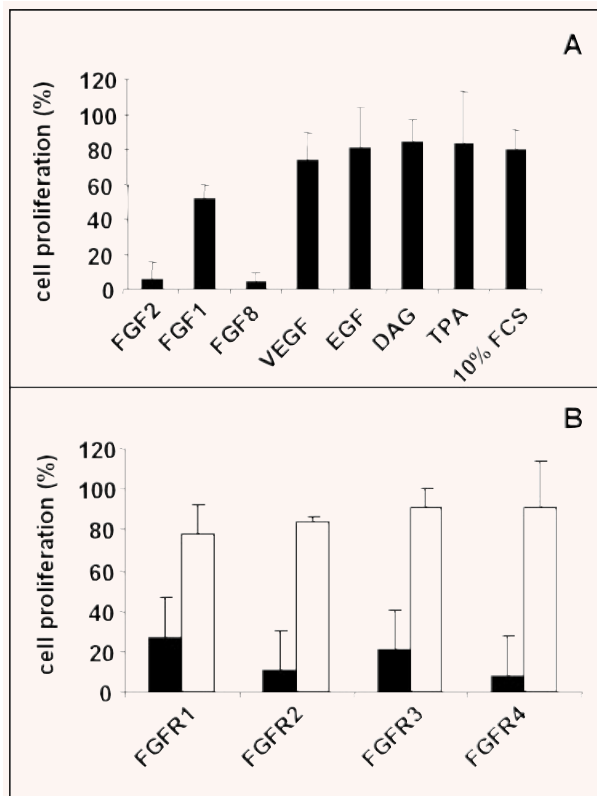 A
cell proliferation (%)
120
100
80
60
40
20
0
FGF2
FGF1
FGF8
VEGF
EGF
DAG
TPA
10% FCS
B
cell proliferation (%)
120
100
80
60
40
20
0
FGFR1
FGFR2
FGFR3
FGFR4